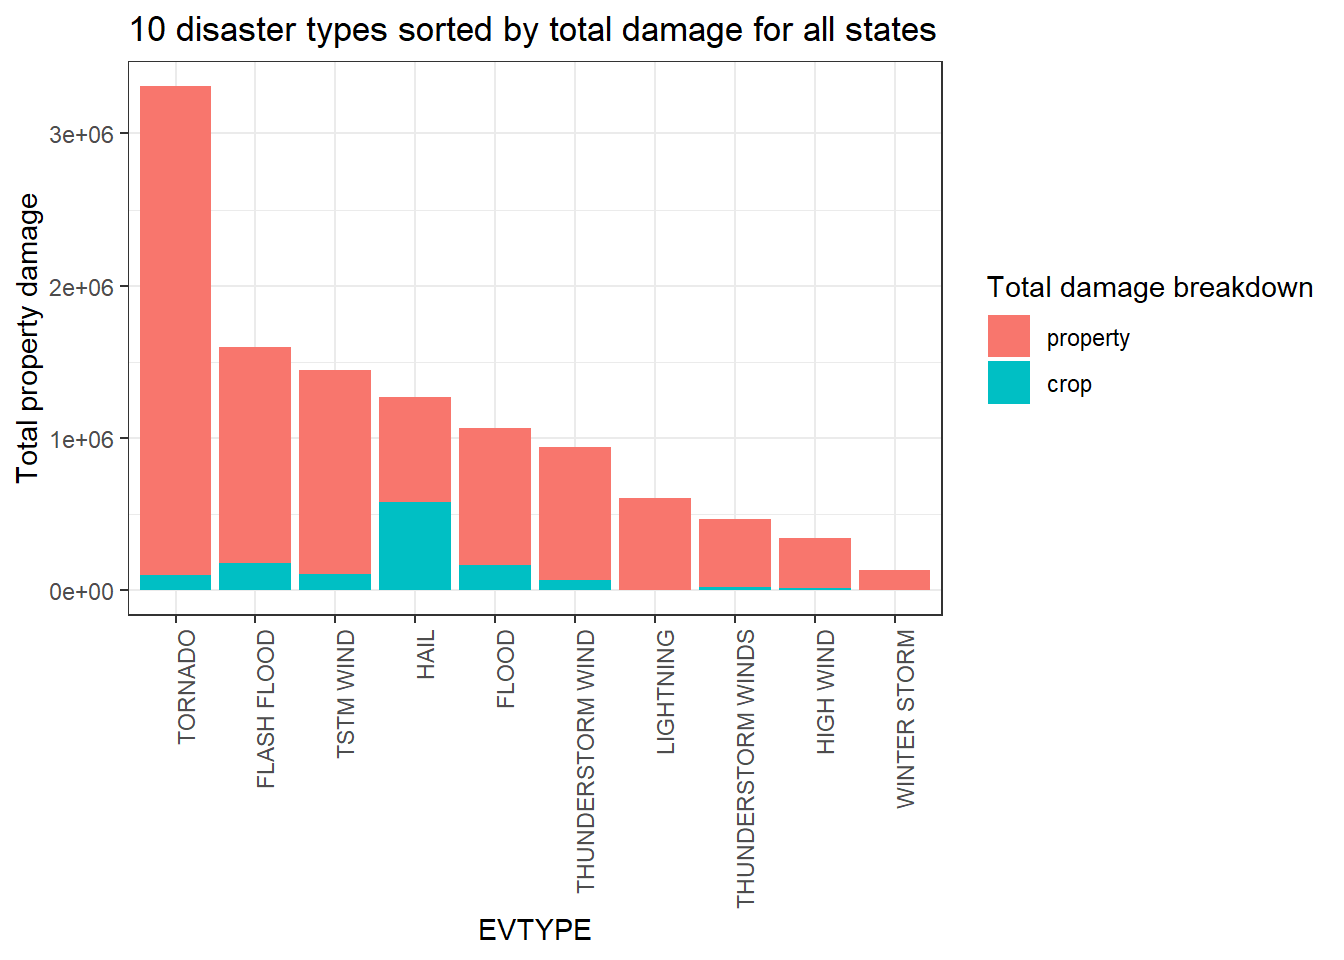 10 disaster types sorted by total damage for all states
Total property damage
3e+06
2e+06
1e+06
0e+00
TORNADO
FLASH FLOOD
TSTM WIND
HAIL
FLOOD
THUNDERSTORM WIND
LIGHTNING
THUNDERSTORM WINDS
HIGH WIND
WINTER STORM
EVTYPE
Total damage breakdown
property
crop